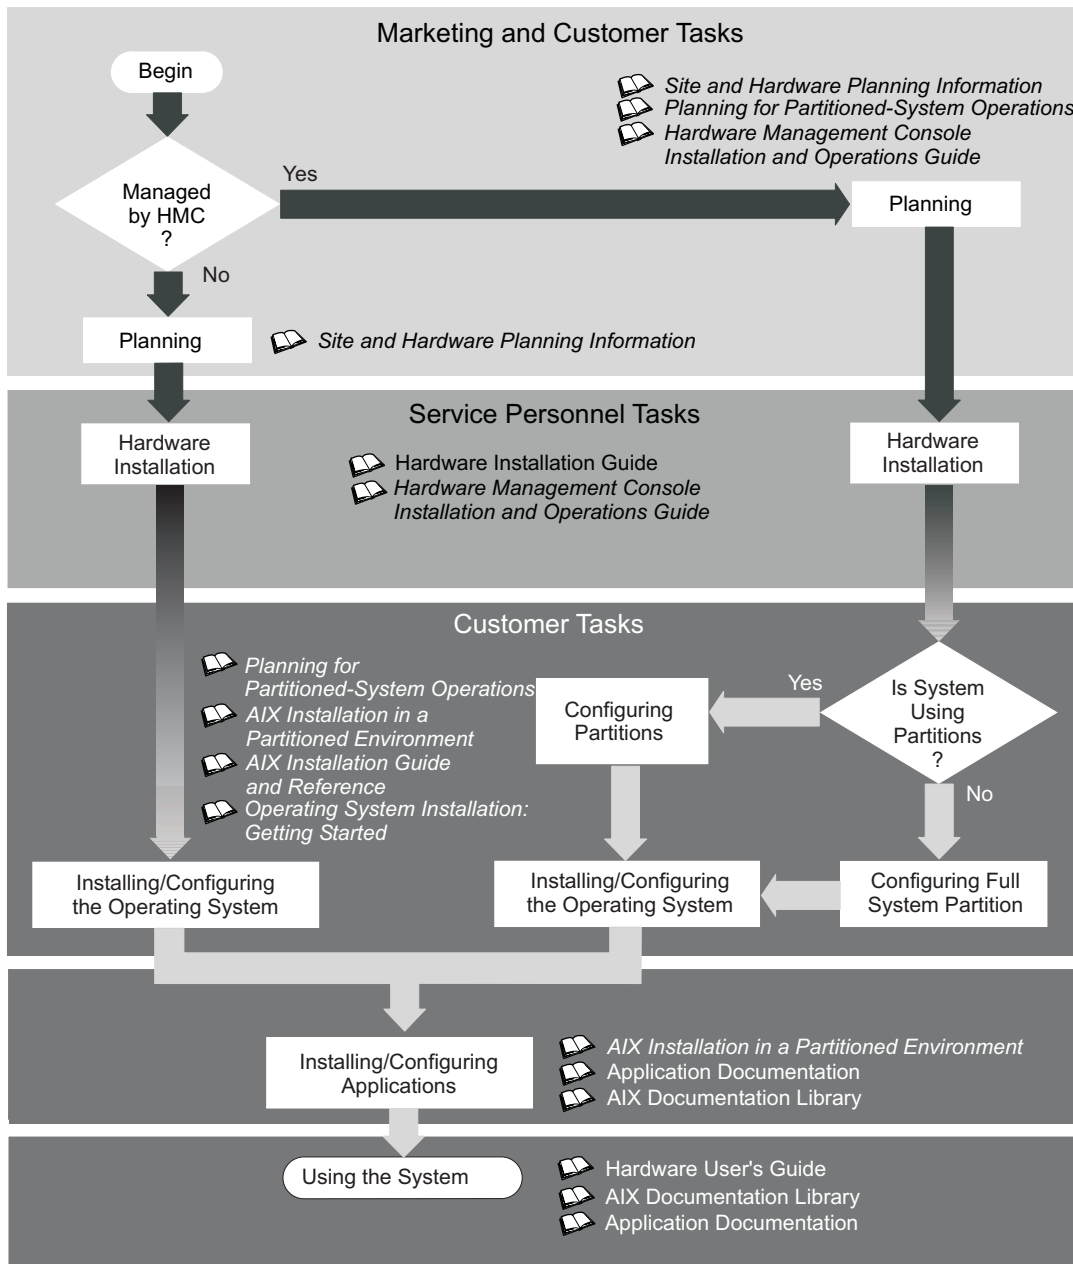 Marketing and Customer Tasks
Begin
Site and Hardware Planning Information
Planning for Partitioned-System Operations
Hardware Management Console
Installation and Operations Guide
Managed
by HMC
?
Yes
Planning
No
Planning
Site and Hardware Planning Information
Service Personnel Tasks
Hardware
Installation
Hardware Installation Guide
Hardware Management Console
Installation and Operations Guide
Hardware
Installation
Customer Tasks
Planning for
Partitioned-System Operations
AIX Installation in a
Partitioned Environment
AIX Installation Guide
and Reference
Operating System Installation:
Getting Started
Configuring
Partitions
Yes
Is System
Using
Partitions
?
No
Installing/Configuring
the Operating System
Installing/Configuring
the Operating System
Configuring Full
System Partition
Installing/Configuring
Applications
AIX Installation in a Partitioned Environment
Application Documentation
AIX Documentation Library
Using the System
Hardware User's Guide
AIX Documentation Library
Application Documentation